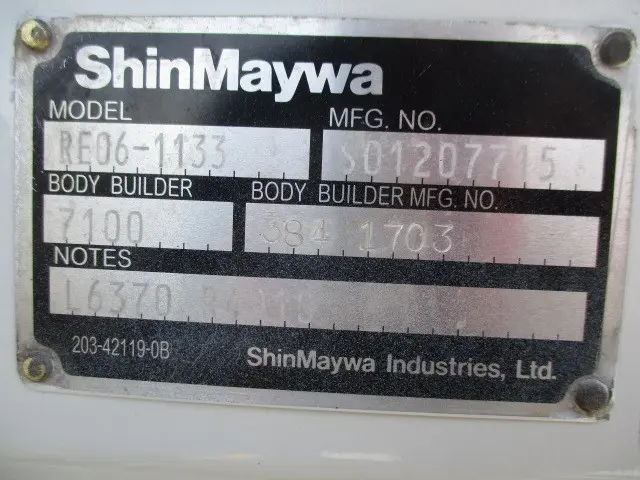 ShinMaywa
MODEL
MFG. NO.
RE06-1133
S01207715
BODY BUILDER
BODY BUILDER MFG. NO.
7100
384 1703
NOTES
L6370
203-42119-0B
ShinMaywa Industries, Ltd.